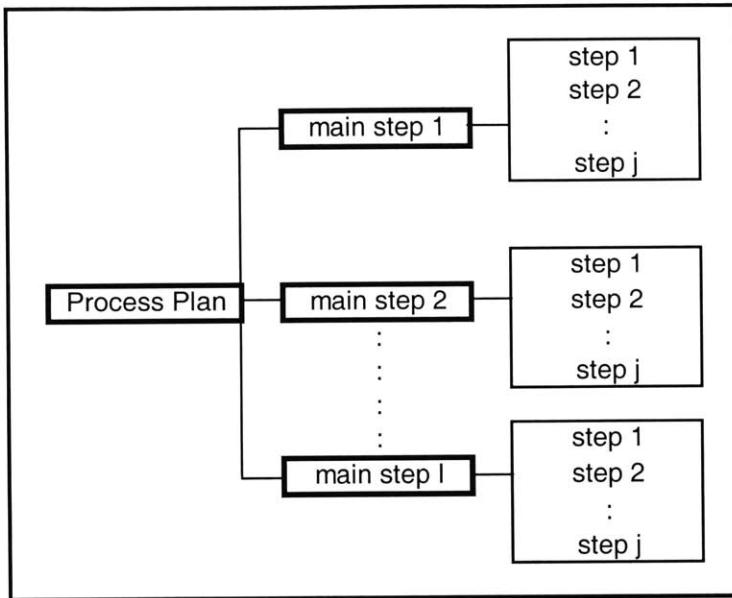 step 1
step 2
:
step j
main step 1
Process Plan
main step 2
step 1
step 2
:
step j
:
:
:
:
main step I
step 1
step 2
:
step j